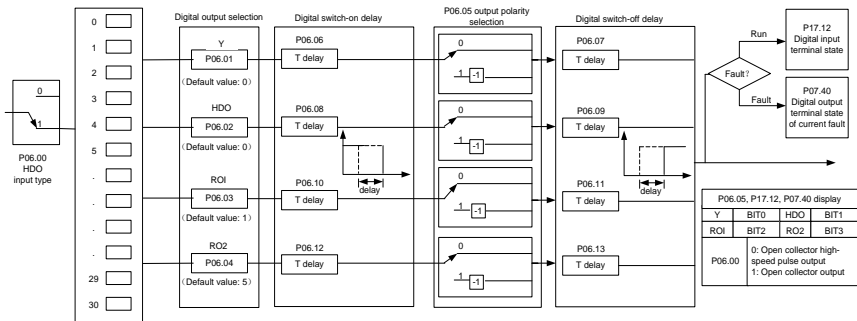 Digital output selection
Digital switch-on delay
P06.05 output polarity
selection
Digital switch-off delay
0
1
2
3
4
5
.
.
.
.
29
30
0
1
P06.00
HDO
input type
Y
P06.01
(Default value: 0)
HDO
P06.02
(Default value: 0)
ROI
P06.03
(Default value: 1)
RO2
P06.04
(Default value: 5)
P06.06
T delay
P06.08
T delay
delay
P06.10
T delay
P06.12
T delay
0
1
-1
0
1
-1
0
1
-1
0
1
-1
P06.07
T delay
P06.09
T delay
delay
P06.11
T delay
P06.13
T delay
Fault?
Run
Fault
P17.12
Digital input
terminal state
P07.40
Digital output
terminal state
of current fault
P06.05, P17.12, P07.40 display
Y BIT0 HDO BIT1
ROI BIT2 RO2 BIT3
P06.00
0: Open collector high-
speed pulse output
1: Open collector output